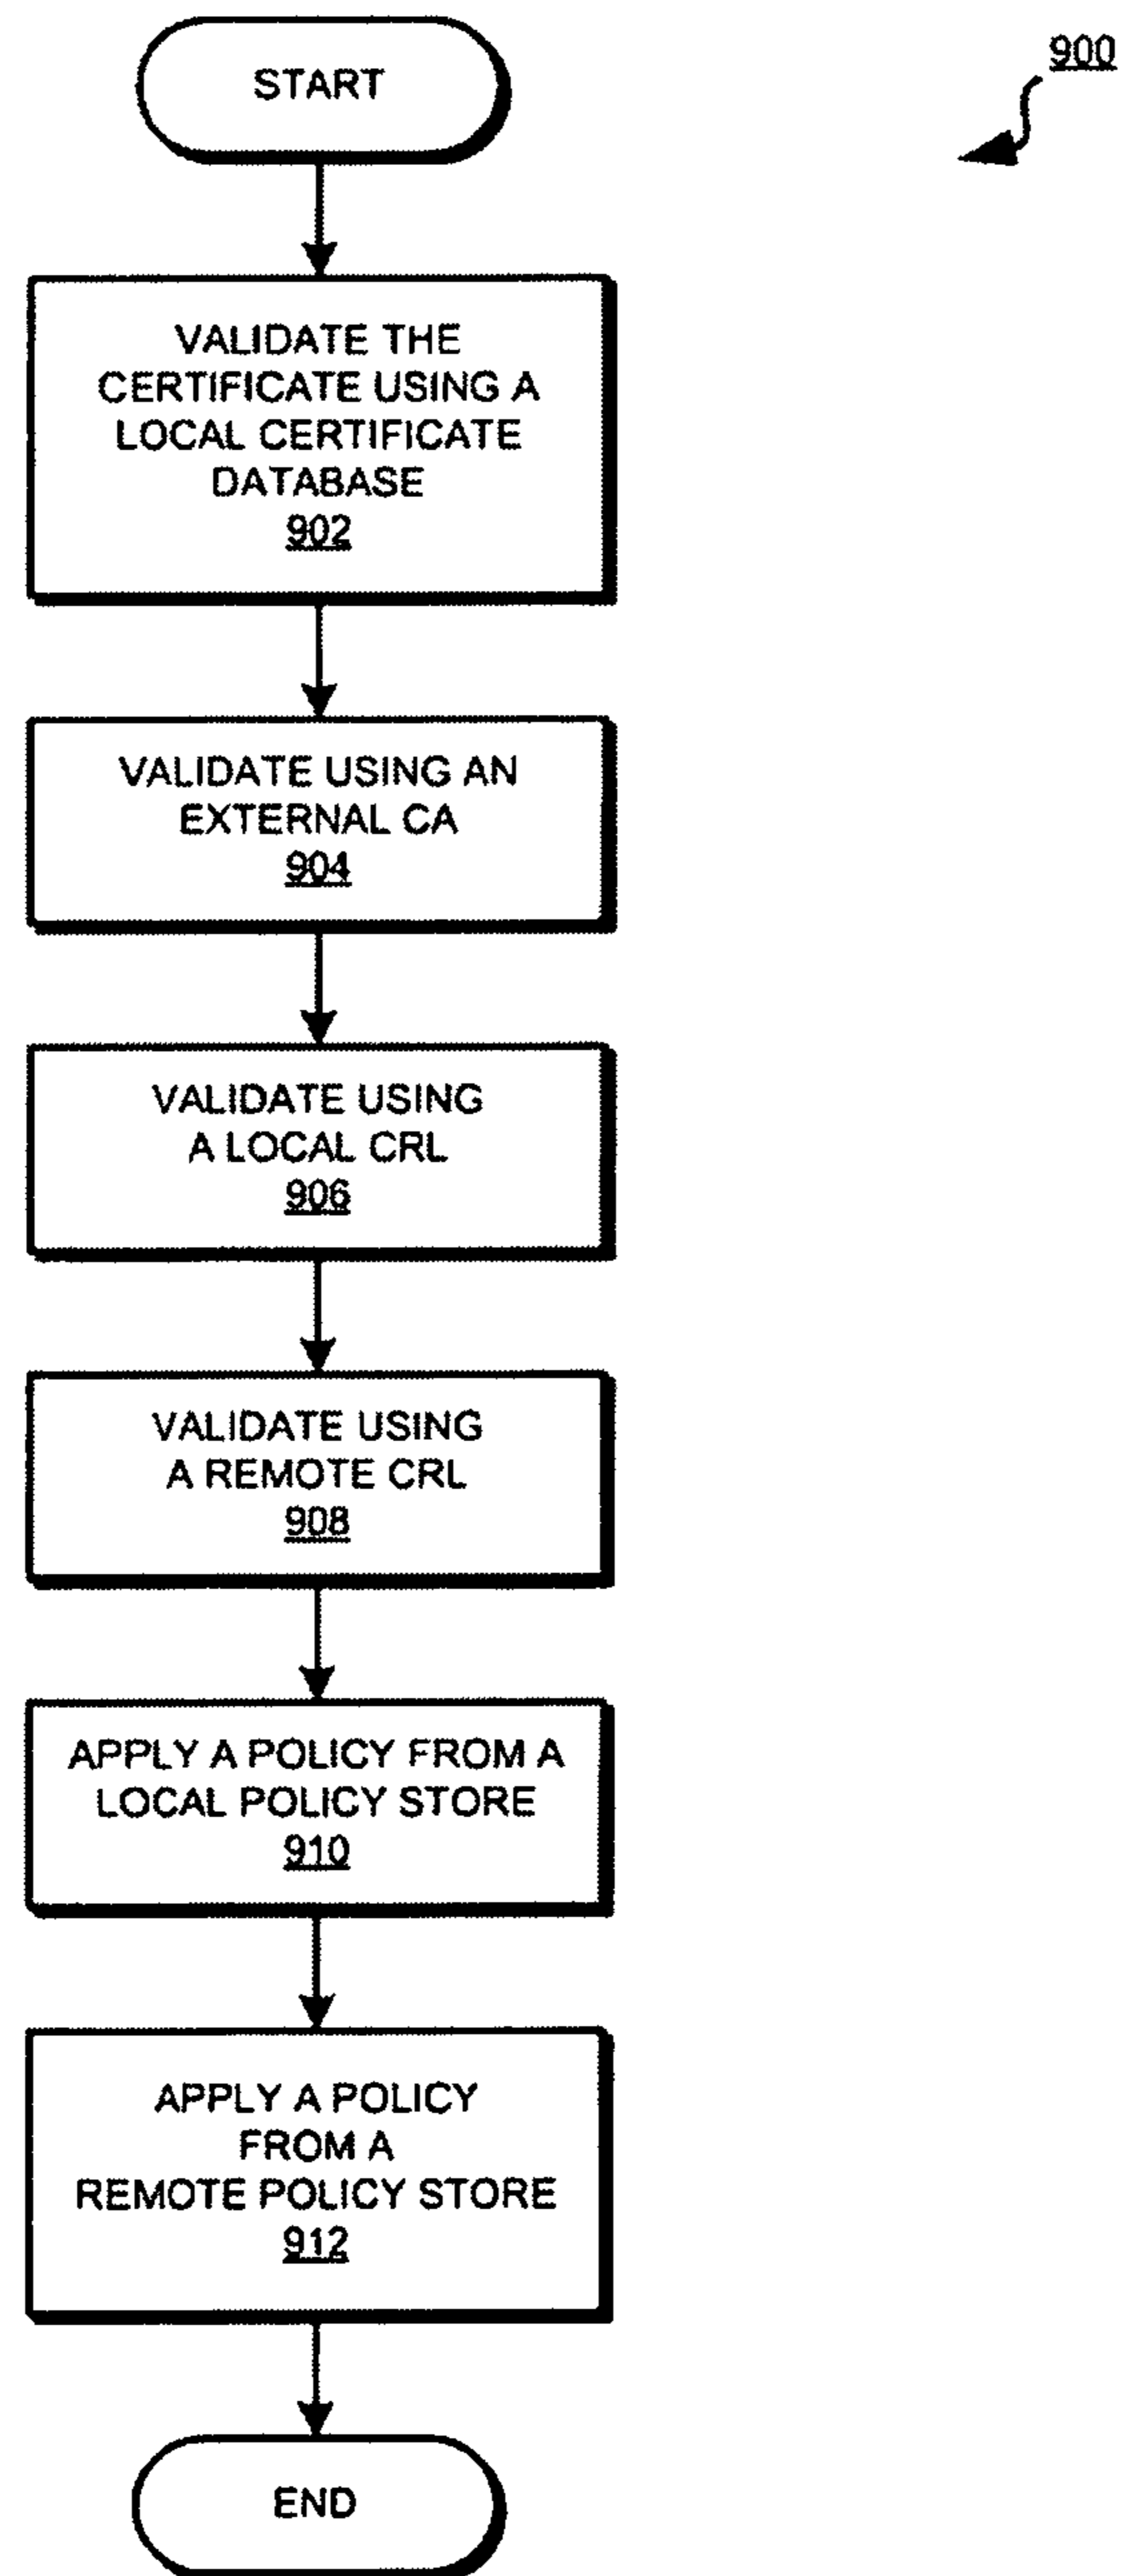 START
900
VALIDATE THE
CERTIFICATE USING A
LOCAL CERTIFICATE
DATABASE
902
VALIDATE USING AN
EXTERNAL CA
904
VALIDATE USING
A LOCAL CRL
906
VALIDATE USING
A REMOTE CRL
908
APPLY A POLICY FROM A
LOCAL POLICY STORE
910
APPLY A POLICY
FROM A
REMOTE POLICY STORE
912
END